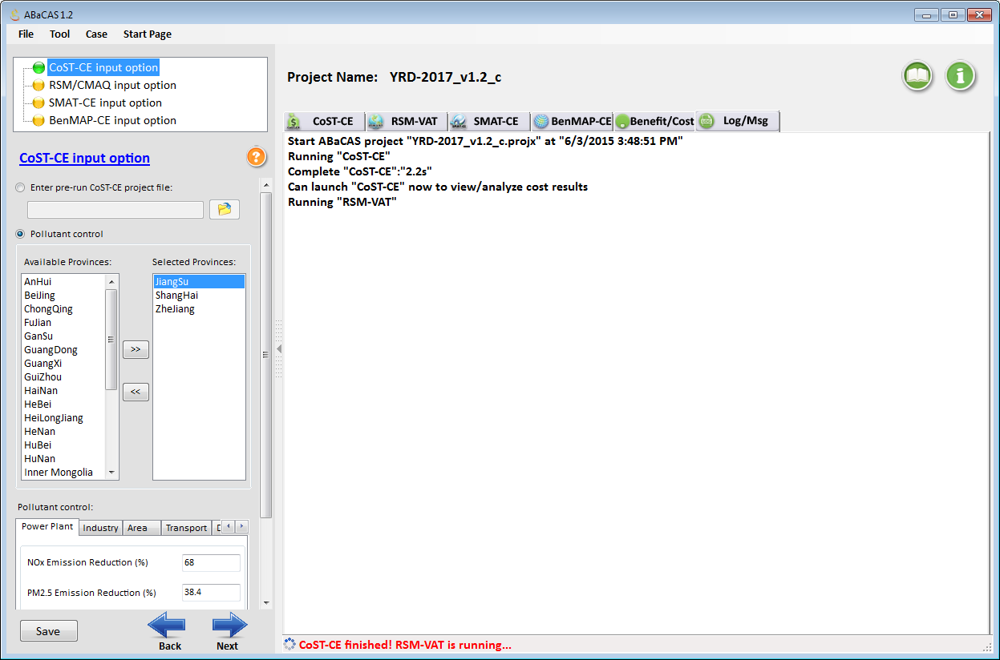 ABaCAS 1.2
File Tool Case Start Page
CoST-CE input option
RSM/CMAQ input option
SMAT-CE input option
BenMAP-CE input option
CoST-CE input option
?
Enter pre-run CoST-CE project file:
Pollutant control
Available Provinces:
AnHui
BeiJing
ChongQing
FuJian
GanSu
GuangDong
GuangXi
GuiZhou
HaiNan
HeBei
HeiLongJiang
HeNan
HuBei
HuNan
Inner Mongolia
>>
<<
Selected Provinces:
JiangSu
ShangHai
ZheJiang
Pollutant control:
Power Plant Industry Area Transport
NOx Emission Reduction (%) 68
PM2.5 Emission Reduction (%) 38.4
Save
Back
Next
Project Name: YRD-2017_v1.2_c
CoST-CE RSM-VAT SMAT-CE BenMAP-CE Benefit/Cost Log/Msg
Start ABaCAS project "YRD-2017_v1.2_c.projx" at "6/3/2015 3:48:51 PM"
Running "CoST-CE"
Complete "CoST-CE":"2.2s"
Can launch "CoST-CE" now to view/analyze cost results
Running "RSM-VAT"
CoST-CE finished! RSM-VAT is running...